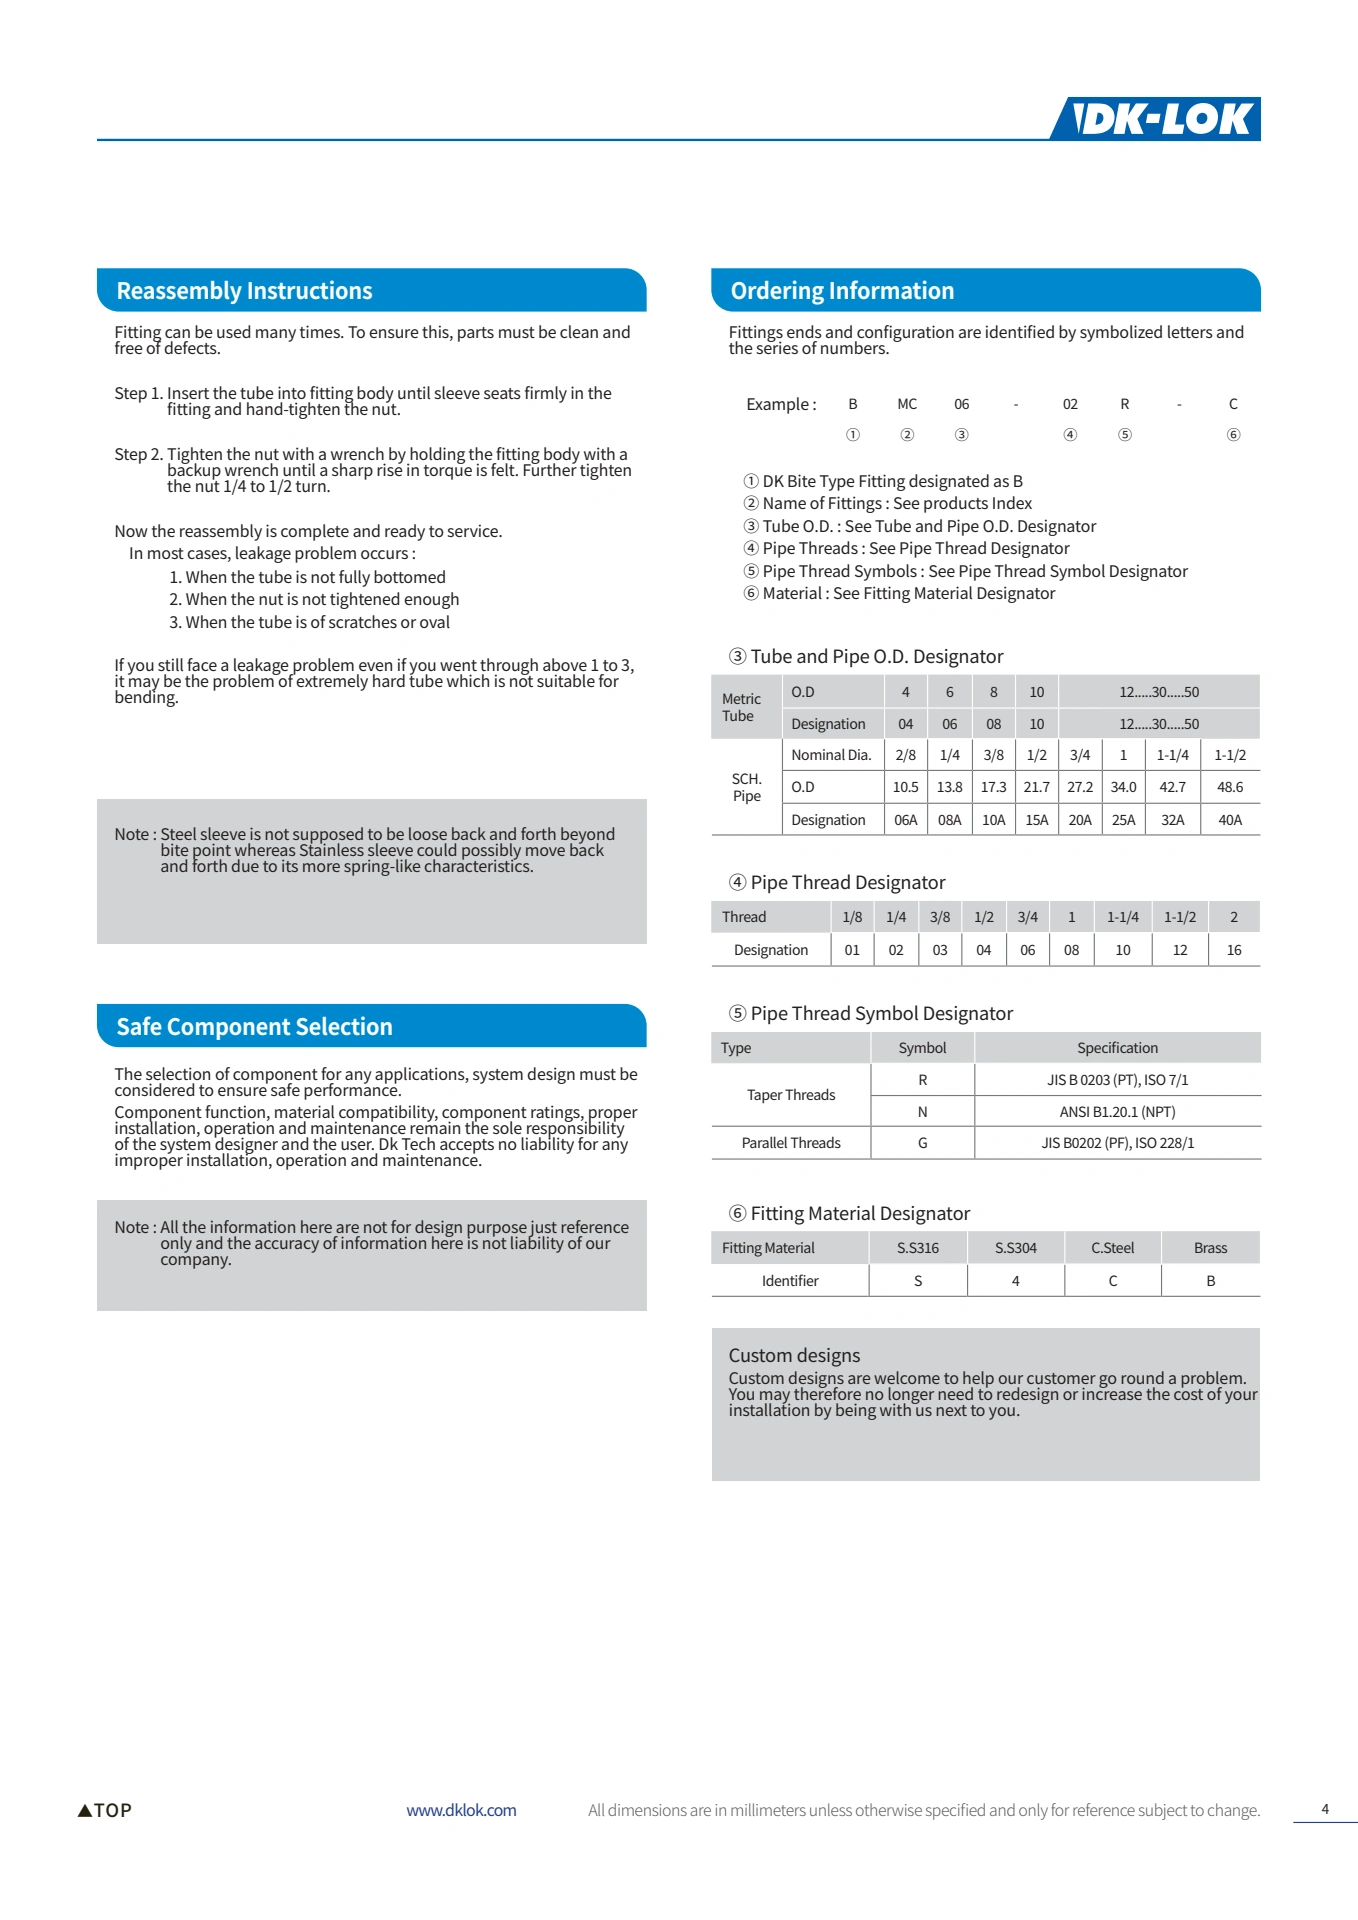 DK-LOK
Reassembly Instructions
Fitting can be used many times. To ensure this, parts must be clean and
free of defects.
Step 1. Insert the tube into fitting body until sleeve seats firmly in the
fitting and hand-tighten the nut.
Step 2. Tighten the nut with a wrench by holding the fitting body with a
backup wrench until a sharp rise in torque is felt. Further tighten
the nut 1/4 to 1/2 turn.
Now the reassembly is complete and ready to service.
In most cases, leakage problem occurs :
1. When the tube is not fully bottomed
2. When the nut is not tightened enough
3. When the tube is of scratches or oval
If you still face a leakage problem even if you went through above 1 to 3,
it may be the problem of extremely hard tube which is not suitable for
bending.
Note : Steel sleeve is not supposed to be loose back and forth beyond
bite point whereas Stainless sleeve could possibly move back
and forth due to its more spring-like characteristics.
Safe Component Selection
The selection of component for any applications, system design must be
considered to ensure safe performance.
Component function, material compatibility, component ratings, proper
installation, operation and maintenance remain the sole responsibility
of the system designer and the user. Dk Tech accepts no liability for any
improper installation, operation and maintenance.
Note : All the information here are not for design purpose just reference
only and the accuracy of information here is not liability of our
company.
Ordering Information
Fittings ends and configuration are identified by symbolized letters and
the series of numbers.
Example : B MC 06 - 02 R - C
① ② ③ ④ ⑤ ⑥
① DK Bite Type Fitting designated as B
② Name of Fittings : See products Index
③ Tube O.D. : See Tube and Pipe O.D. Designator
④ Pipe Threads : See Pipe Thread Designator
⑤ Pipe Thread Symbols : See Pipe Thread Symbol Designator
⑥ Material : See Fitting Material Designator
③ Tube and Pipe O.D. Designator
Metric Tube O.D 4 6 8 10 12.....30.....50
Designation 04 06 08 10 12.....30.....50
SCH. Pipe Nominal Dia. 2/8 1/4 3/8 1/2 3/4 1 1-1/4 1-1/2
O.D 10.5 13.8 17.3 21.7 27.2 34.0 42.7 48.6
Designation 06A 08A 10A 15A 20A 25A 32A 40A
④ Pipe Thread Designator
Thread 1/8 1/4 3/8 1/2 3/4 1 1-1/4 1-1/2 2
Designation 01 02 03 04 06 08 10 12 16
⑤ Pipe Thread Symbol Designator
Type Symbol Specification
Taper Threads R JIS B 0203 (PT), ISO 7/1
N ANSI B1.20.1 (NPT)
Parallel Threads G JIS B0202 (PF), ISO 228/1
⑥ Fitting Material Designator
Fitting Material S.S316 S.S304 C.Steel Brass
Identifier S 4 C B
Custom designs
Custom designs are welcome to help our customer go round a problem.
You may therefore no longer need to redesign or increase the cost of your
installation by being with us next to you.
▲TOP www.dklok.com All dimensions are in millimeters unless otherwise specified and only for reference subject to change. 4